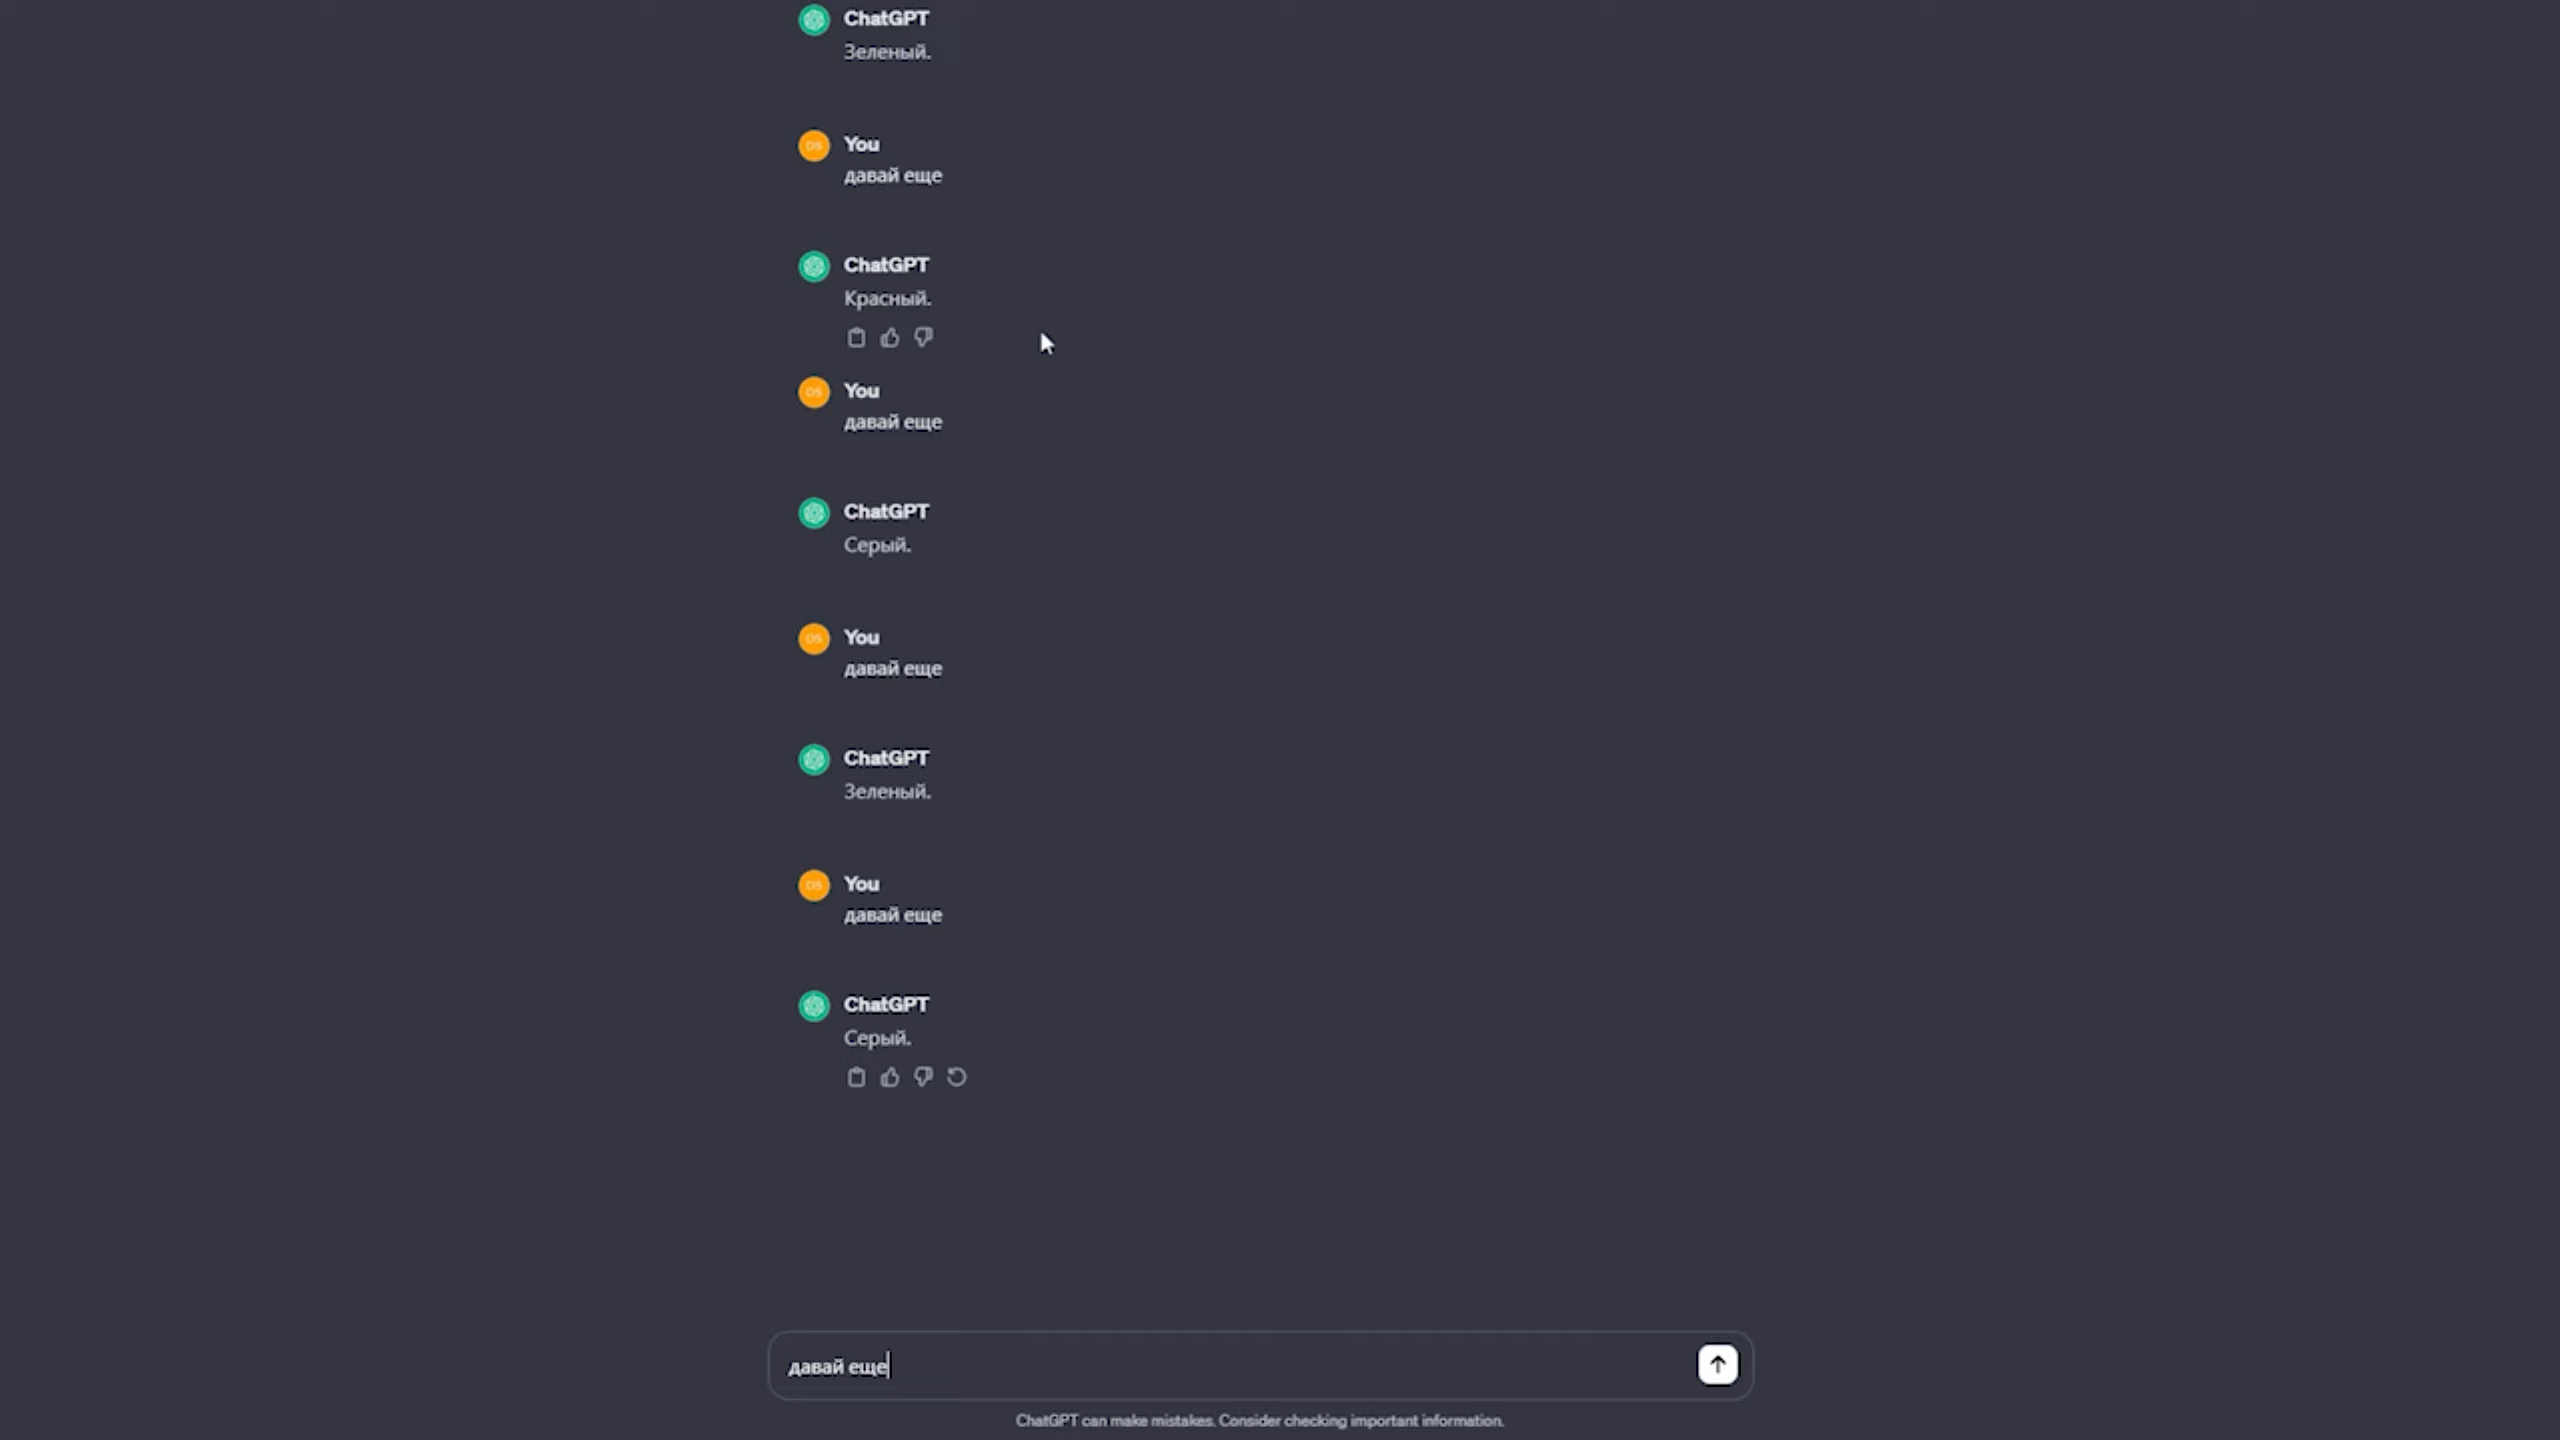 ChatGPT
Зеленый.
You
давай еще
ChatGPT
Красный.
You
давай еще
ChatGPT
Серый.
You
давай еще
ChatGPT
Зеленый.
You
давай еще
ChatGPT
Серый.
давай еще
ChatGPT can make mistakes. Consider checking important information.